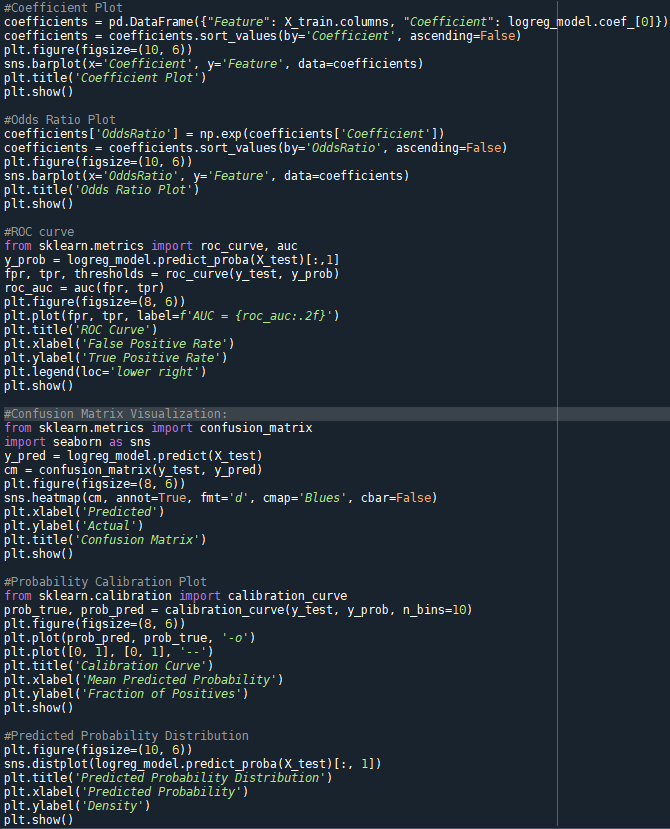 #Coefficient Plot
coefficients = pd.DataFrame({"Feature": X_train.columns, "Coefficient": logreg_model.coef_[0]})
coefficients = coefficients.sort_values(by='Coefficient', ascending=False)
plt.figure(figsize=(10, 6))
sns.barplot(x='Coefficient', y='Feature', data=coefficients)
plt.title('Coefficient Plot')
plt.show()

#Odds Ratio Plot
coefficients['OddsRatio'] = np.exp(coefficients['Coefficient'])
coefficients = coefficients.sort_values(by='OddsRatio', ascending=False)
plt.figure(figsize=(10, 6))
sns.barplot(x='OddsRatio', y='Feature', data=coefficients)
plt.title('Odds Ratio Plot')
plt.show()

#ROC curve
from sklearn.metrics import roc_curve, auc
y_prob = logreg_model.predict_proba(X_test)[:,1]
fpr, tpr, thresholds = roc_curve(y_test, y_prob)
roc_auc = auc(fpr, tpr)
plt.figure(figsize=(8, 6))
plt.plot(fpr, tpr, label=f'AUC = {roc_auc:.2f}')
plt.title('ROC Curve')
plt.xlabel('False Positive Rate')
plt.ylabel('True Positive Rate')
plt.legend(loc='lower right')
plt.show()

#Confusion Matrix Visualization:
from sklearn.metrics import confusion_matrix
import seaborn as sns
y_pred = logreg_model.predict(X_test)
cm = confusion_matrix(y_test, y_pred)
plt.figure(figsize=(8, 6))
sns.heatmap(cm, annot=True, fmt='d', cmap='Blues', cbar=False)
plt.xlabel('Predicted')
plt.ylabel('Actual')
plt.title('Confusion Matrix')
plt.show()

#Probability Calibration Plot
from sklearn.calibration import calibration_curve
prob_true, prob_pred = calibration_curve(y_test, y_prob, n_bins=10)
plt.figure(figsize=(8, 6))
plt.plot(prob_pred, prob_true, '-o')
plt.plot([0, 1], [0, 1], '--')
plt.title('Calibration Curve')
plt.xlabel('Mean Predicted Probability')
plt.ylabel('Fraction of Positives')
plt.show()

#Predicted Probability Distribution
plt.figure(figsize=(10, 6))
sns.distplot(logreg_model.predict_proba(X_test)[:, 1])
plt.title('Predicted Probability Distribution')
plt.xlabel('Predicted Probability')
plt.ylabel('Density')
plt.show()